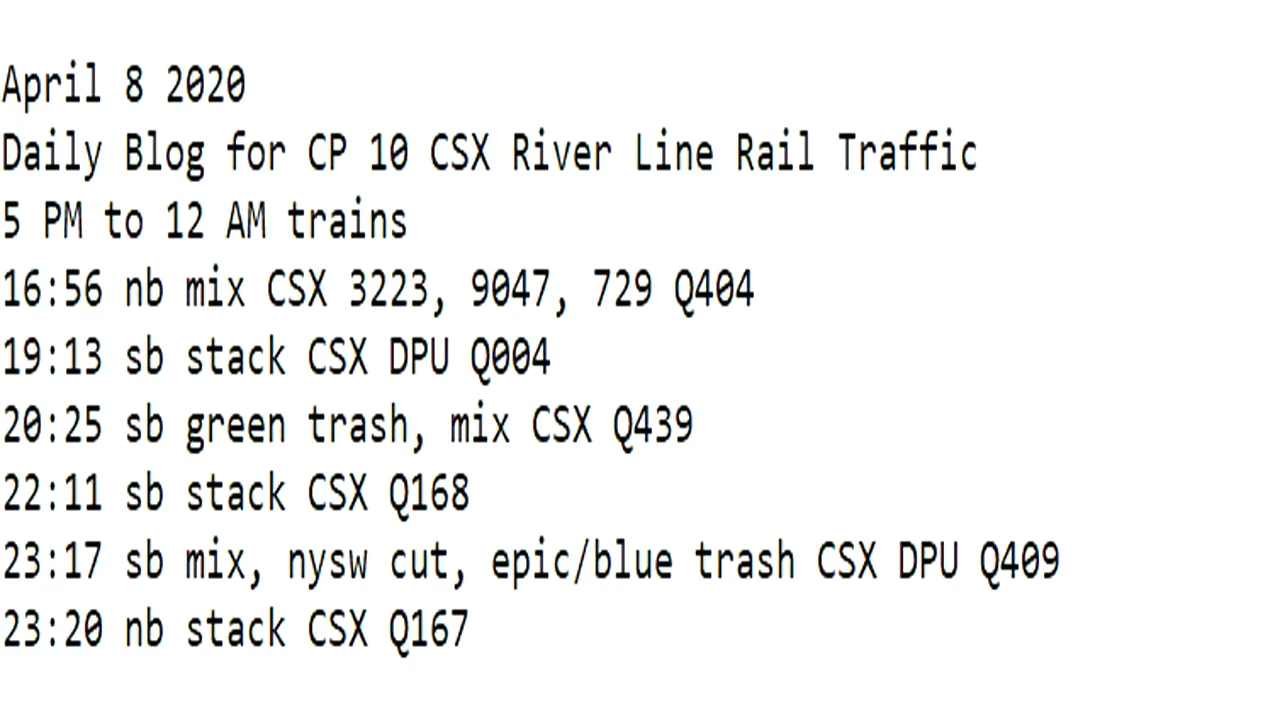 April 8 2020
Daily Blog for CP 10 CSX River Line Rail Traffic
5 PM to 12 AM trains
16:56 nb mix CSX 3223, 9047, 729 Q404
19:13 sb stack CSX DPU Q004
20:25 sb green trash, mix CSX Q439
22:11 sb stack CSX Q168
23:17 sb mix, nysw cut, epic/blue trash CSX DPU Q409
23:20 nb stack CSX Q167